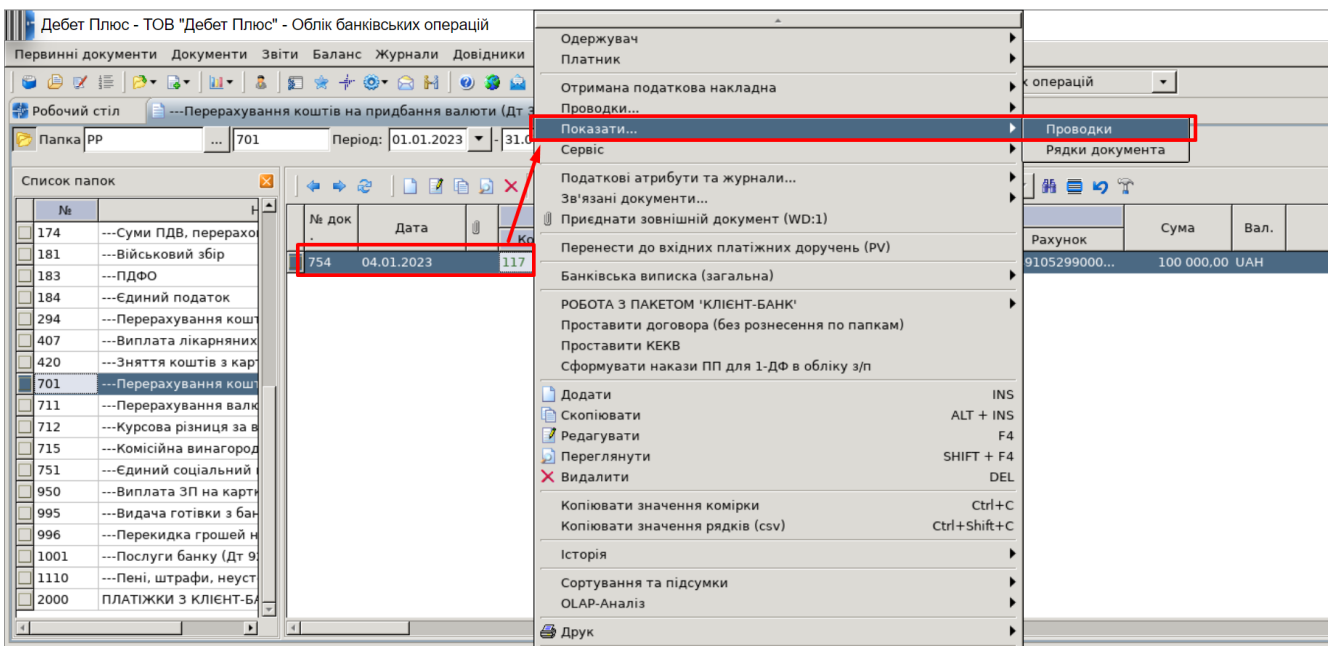 Дебет Плюс - ТОВ "Дебет Плюс" - Облік банківських операцій
Первинні документи Документи Звіти Баланс Журнали Довідники
х операцій
Робочий стіл ---Перерахування коштів на придбання валюти (Дт 3
Папка PP ... 701 Період: 01.01.2023 - 31.0
Список папок
№ Н
174 ---Суми ПДВ, перерахо
181 ---Військовий збір
183 ---ПДФО
184 ---Єдиний податок
294 ---Перерахування кошт
407 ---Виплата лікарняних
420 ---Зняття коштів з кар
701 ---Перерахування кошт
711 ---Перерахування валю
712 ---Курсова різниця за в
715 ---Комісійна винагород
751 ---Єдиний соціальний
950 ---Виплата ЗП на картк
995 ---Видача готівки з бан
996 ---Перекидка грошей н
1001 ---Послуги банку (Дт 9
1110 ---Пені, штрафи, неуст
2000 ПЛАТІЖКИ З КЛІЄНТ-БА
№ док. Дата Ко Рахунок Сума Вал.
754 04.01.2023 117 9105299000... 100 000,00 UAH
Одержувач
Платник
Отримана податкова накладна
Проводки...
Показати...
Сервіс
Податкові атрибути та журнали...
Зв'язані документи...
Приєднати зовнішній документ (WD:1)
Перенести до вхідних платіжних доручень (PV)
Банківська виписка (загальна)
РОБОТА З ПАКЕТОМ 'КЛІЄНТ-БАНК'
Проставити договора (без рознесення по папкам)
Проставити КЕКВ
Сформувати накази ПП для 1-ДФ в обліку з/п
Додати INS
Скопіювати ALT + INS
Редагувати F4
Переглянути SHIFT + F4
Видалити DEL
Копіювати значення комірки Ctrl+C
Копіювати значення рядків (csv) Ctrl+Shift+C
Історія
Сортування та підсумки
OLAP-Аналіз
Друк
Проводки
Рядки документа